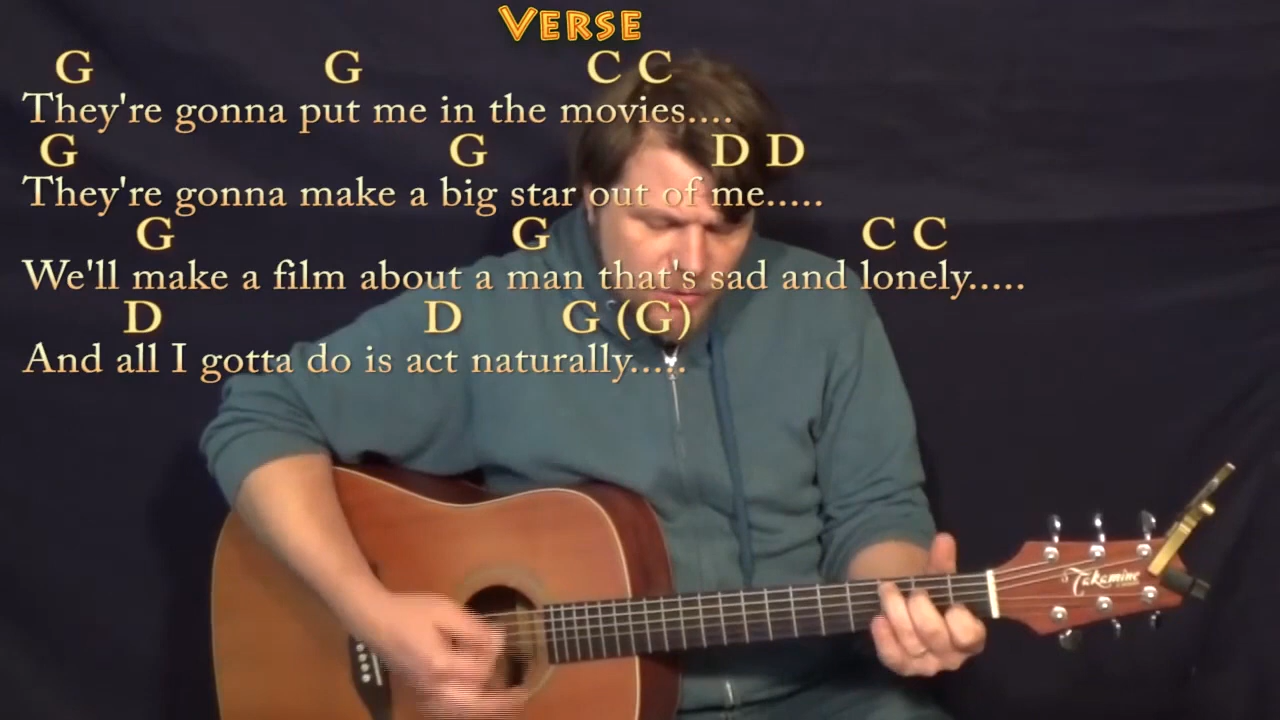 VERSE
G G C C
They're gonna put me in the movies....
G G D D
They're gonna make a big star out of me.....
G G C C
We'll make a film about a man that's sad and lonely.....
D D G (G)
And all I gotta do is act naturally.....
Takamine